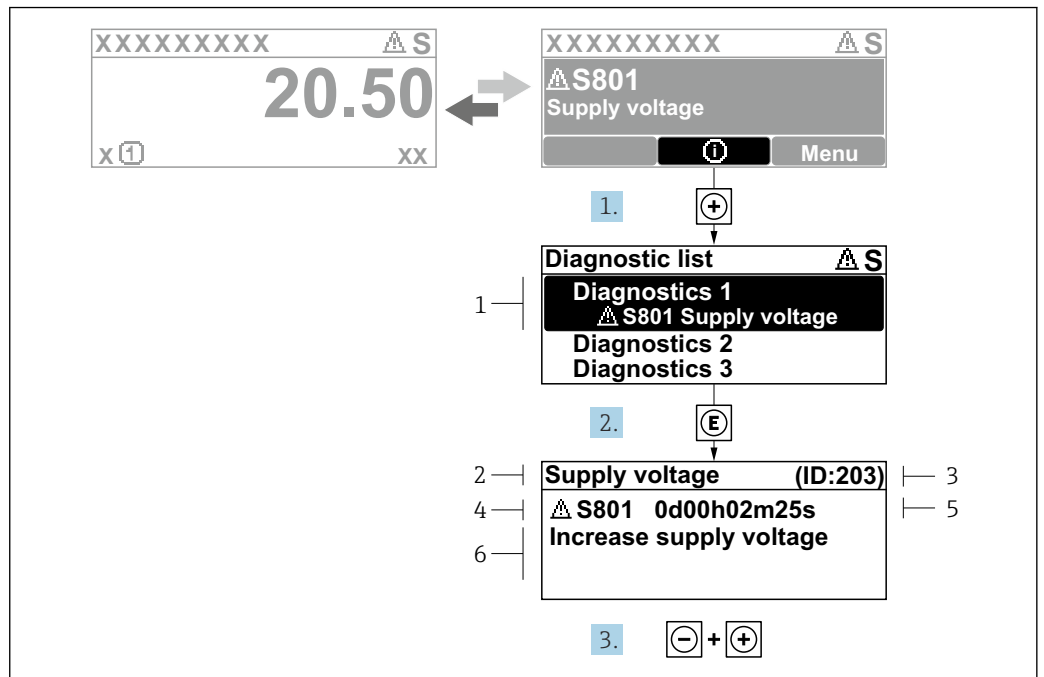 XXXXXXXXX ⚠ S
20.50
X 1 XX
XXXXXXXXX ⚠ S
⚠ S801
Supply voltage
i Menu
1. +
Diagnostic list ⚠ S
1 Diagnostics 1
⚠ S801 Supply voltage
Diagnostics 2
Diagnostics 3
2. E
2 Supply voltage (ID:203) 3
4 ⚠ S801 0d00h02m25s 5
6 Increase supply voltage
3. − + +